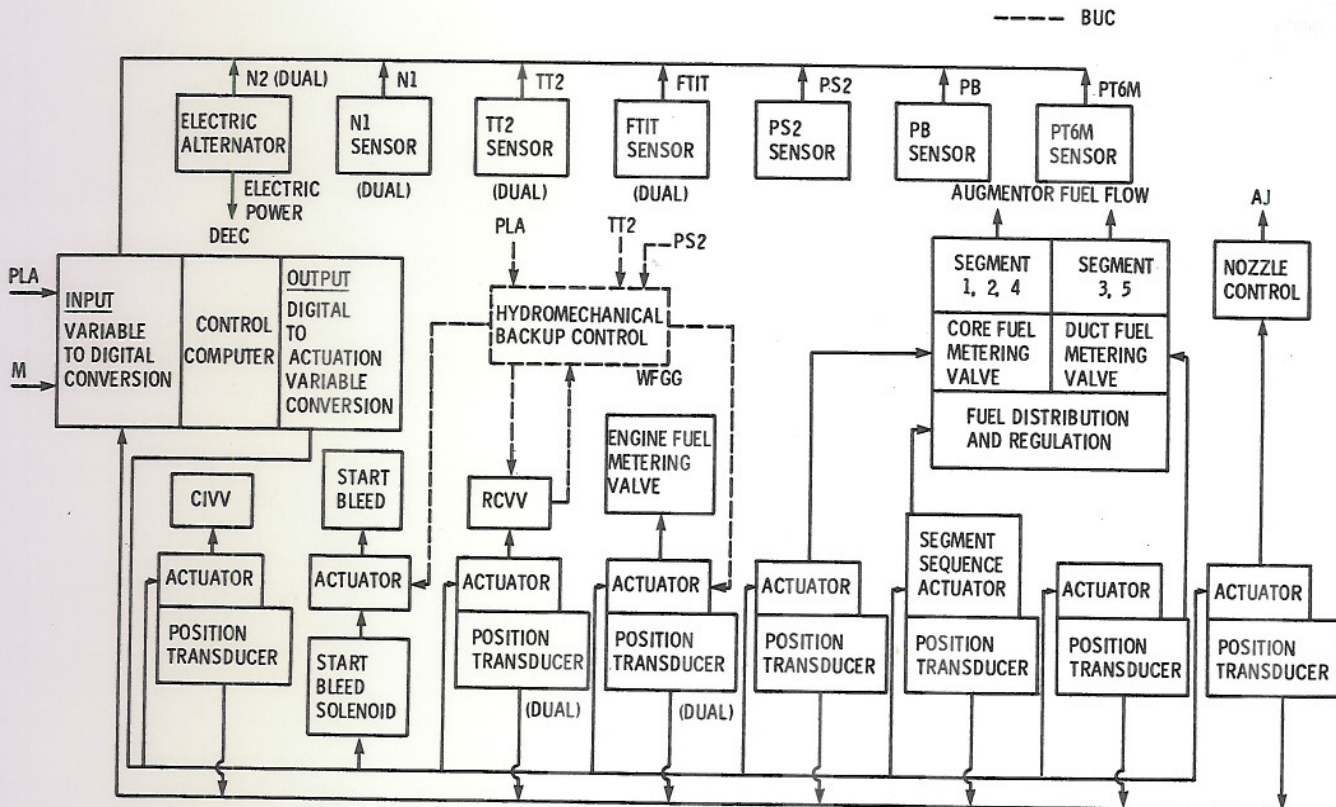 BUC
N2 (DUAL)
N1
TT2
FTIT
PS2
PB
PT6M
ELECTRIC
ALTERNATOR
N1
SENSOR
(DUAL)
TT2
SENSOR
(DUAL)
FTIT
SENSOR
(DUAL)
PS2
SENSOR
PB
SENSOR
PT6M
SENSOR
ELECTRIC
POWER
DEEC
PLA
TT2
PS2
AUGMENTOR FUEL FLOW
AJ
PLA
M
INPUT
VARIABLE
TO DIGITAL
CONVERSION
CONTROL
COMPUTER
OUTPUT
DIGITAL
TO
ACTUATION
VARIABLE
CONVERSION
HYDROMECHANICAL
BACKUP CONTROL
WFGG
SEGMENT
1, 2, 4
SEGMENT
3, 5
CORE FUEL
METERING
VALVE
DUCT FUEL
METERING
VALVE
FUEL DISTRIBUTION
AND REGULATION
NOZZLE
CONTROL
CIVV
START
BLEED
RCVV
ENGINE FUEL
METERING
VALVE
ACTUATOR
POSITION
TRANSDUCER
ACTUATOR
START
BLEED
SOLENOID
ACTUATOR
POSITION
TRANSDUCER
(DUAL)
ACTUATOR
POSITION
TRANSDUCER
(DUAL)
ACTUATOR
POSITION
TRANSDUCER
SEGMENT
SEQUENCE
ACTUATOR
POSITION
TRANSDUCER
ACTUATOR
POSITION
TRANSDUCER
ACTUATOR
POSITION
TRANSDUCER